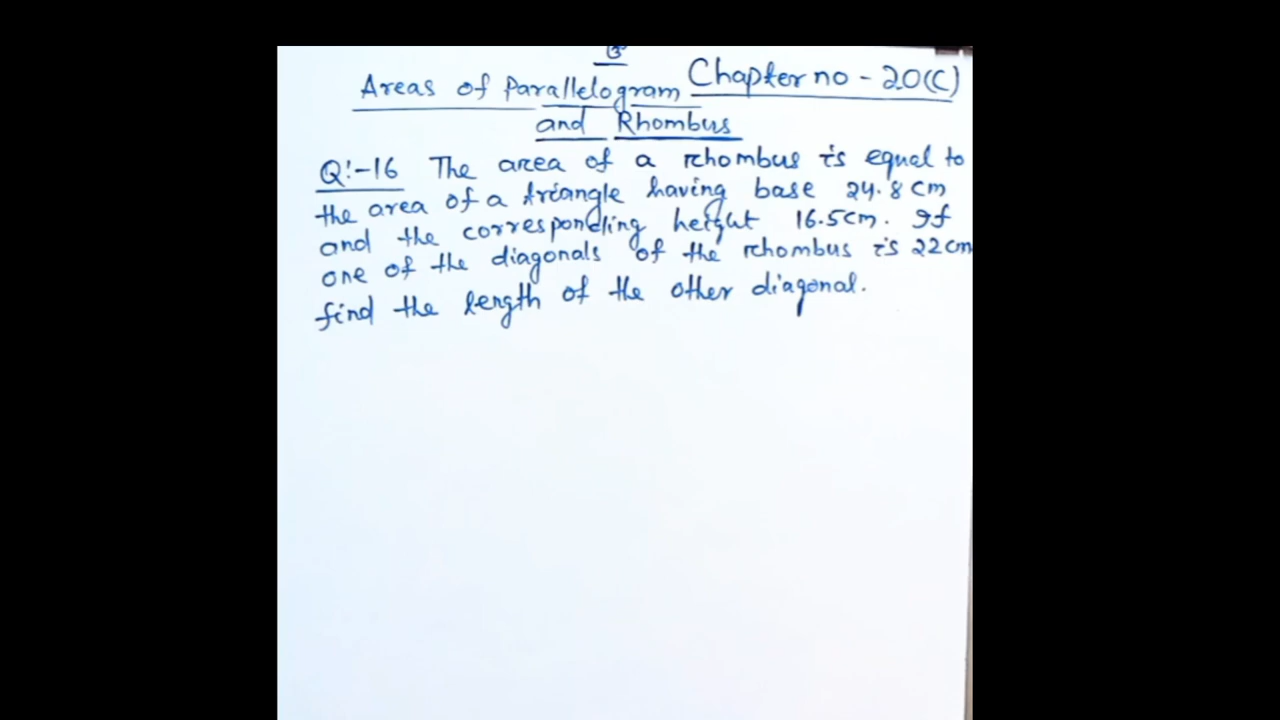 Areas of Parallelogram Chapter no - 20(C)
and Rhombus
Q:-16 The area of a rhombus is equal to
the area of a triangle having base 24.8 cm
and the corresponding height 16.5cm. If
one of the diagonals of the rhombus is 22cm
find the length of the other diagonal.